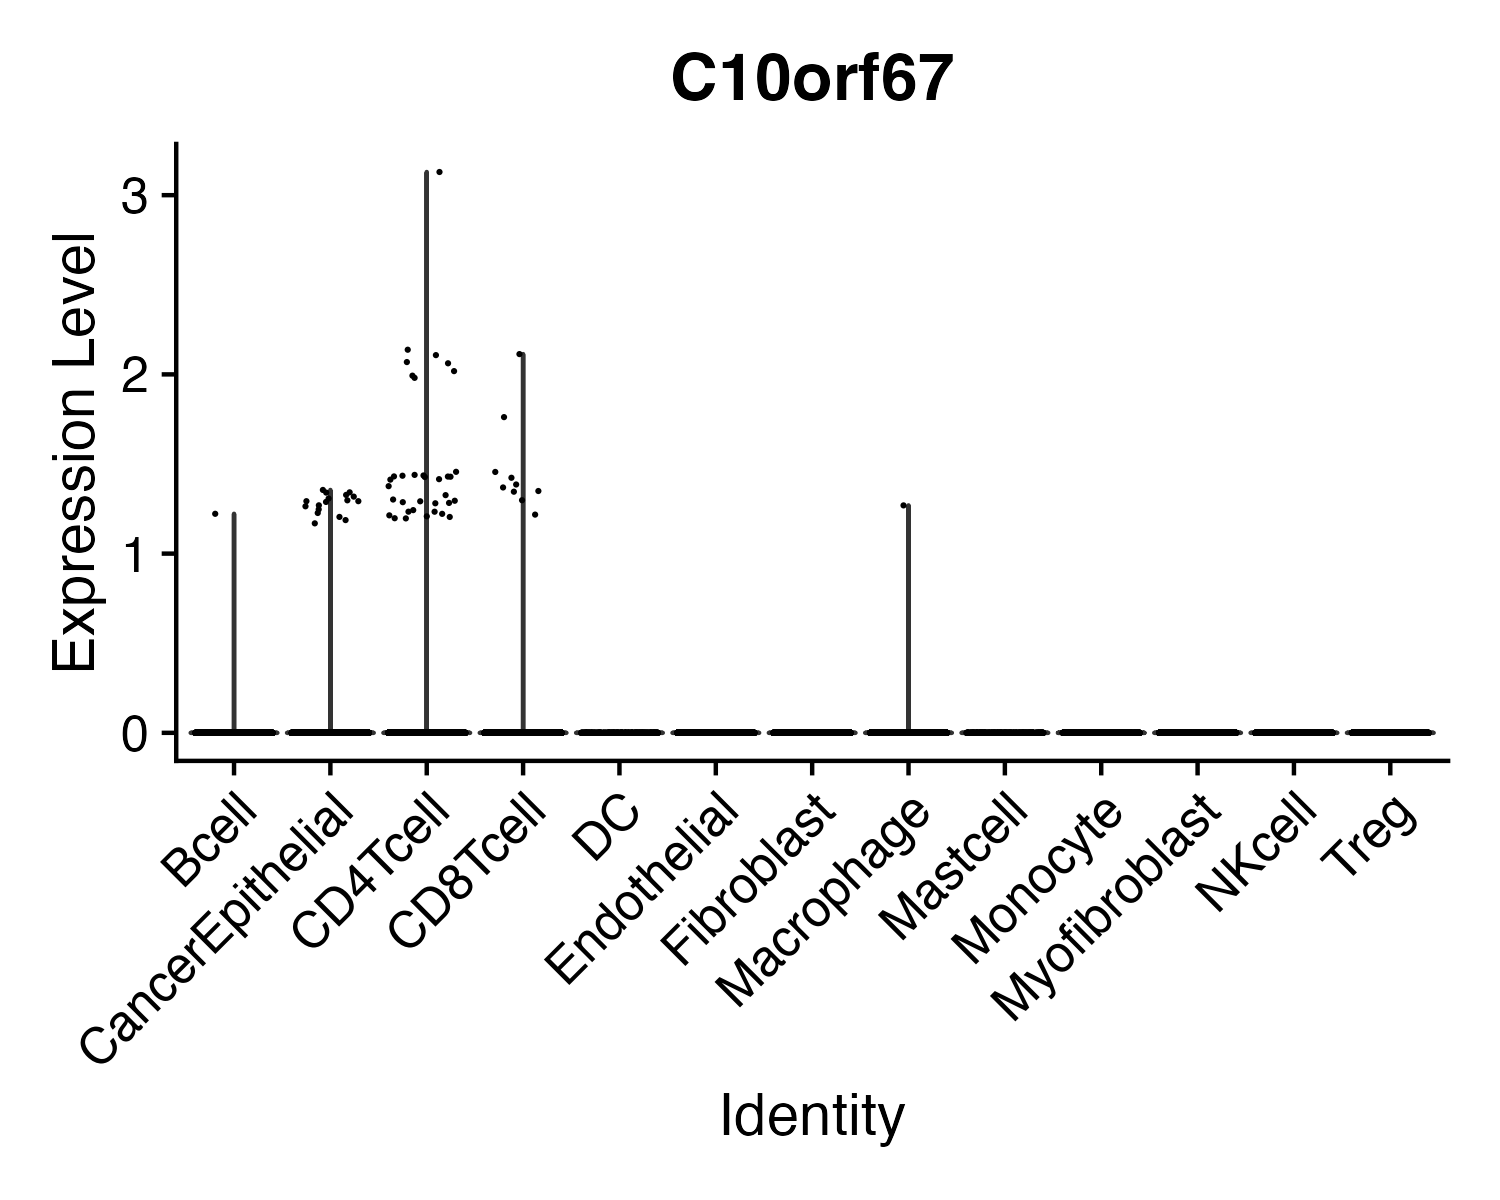 C10orf67
Expression Level
3
2
1
0
Bcell
CancerEpithelial
CD4Tcell
CD8Tcell
DC
Endothelial
Fibroblast
Macrophage
Mastcell
Monocyte
Myofibroblast
NKcell
Treg
Identity